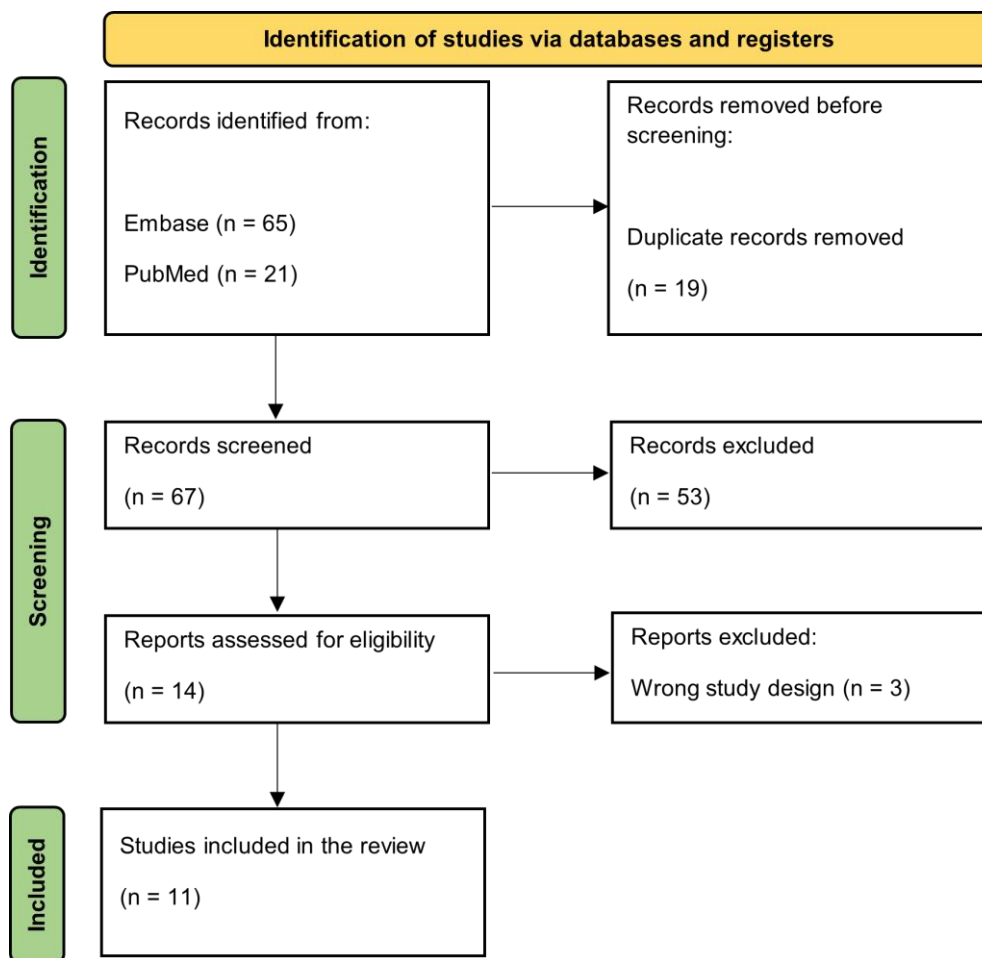 Identification of studies via databases and registers
Identification
Records identified from:
Embase (n = 65)
PubMed (n = 21)
Records removed before
screening:
Duplicate records removed
(n = 19)
Screening
Records screened
(n = 67)
Records excluded
(n = 53)
Reports assessed for eligibility
(n = 14)
Reports excluded:
Wrong study design (n = 3)
Included
Studies included in the review
(n = 11)